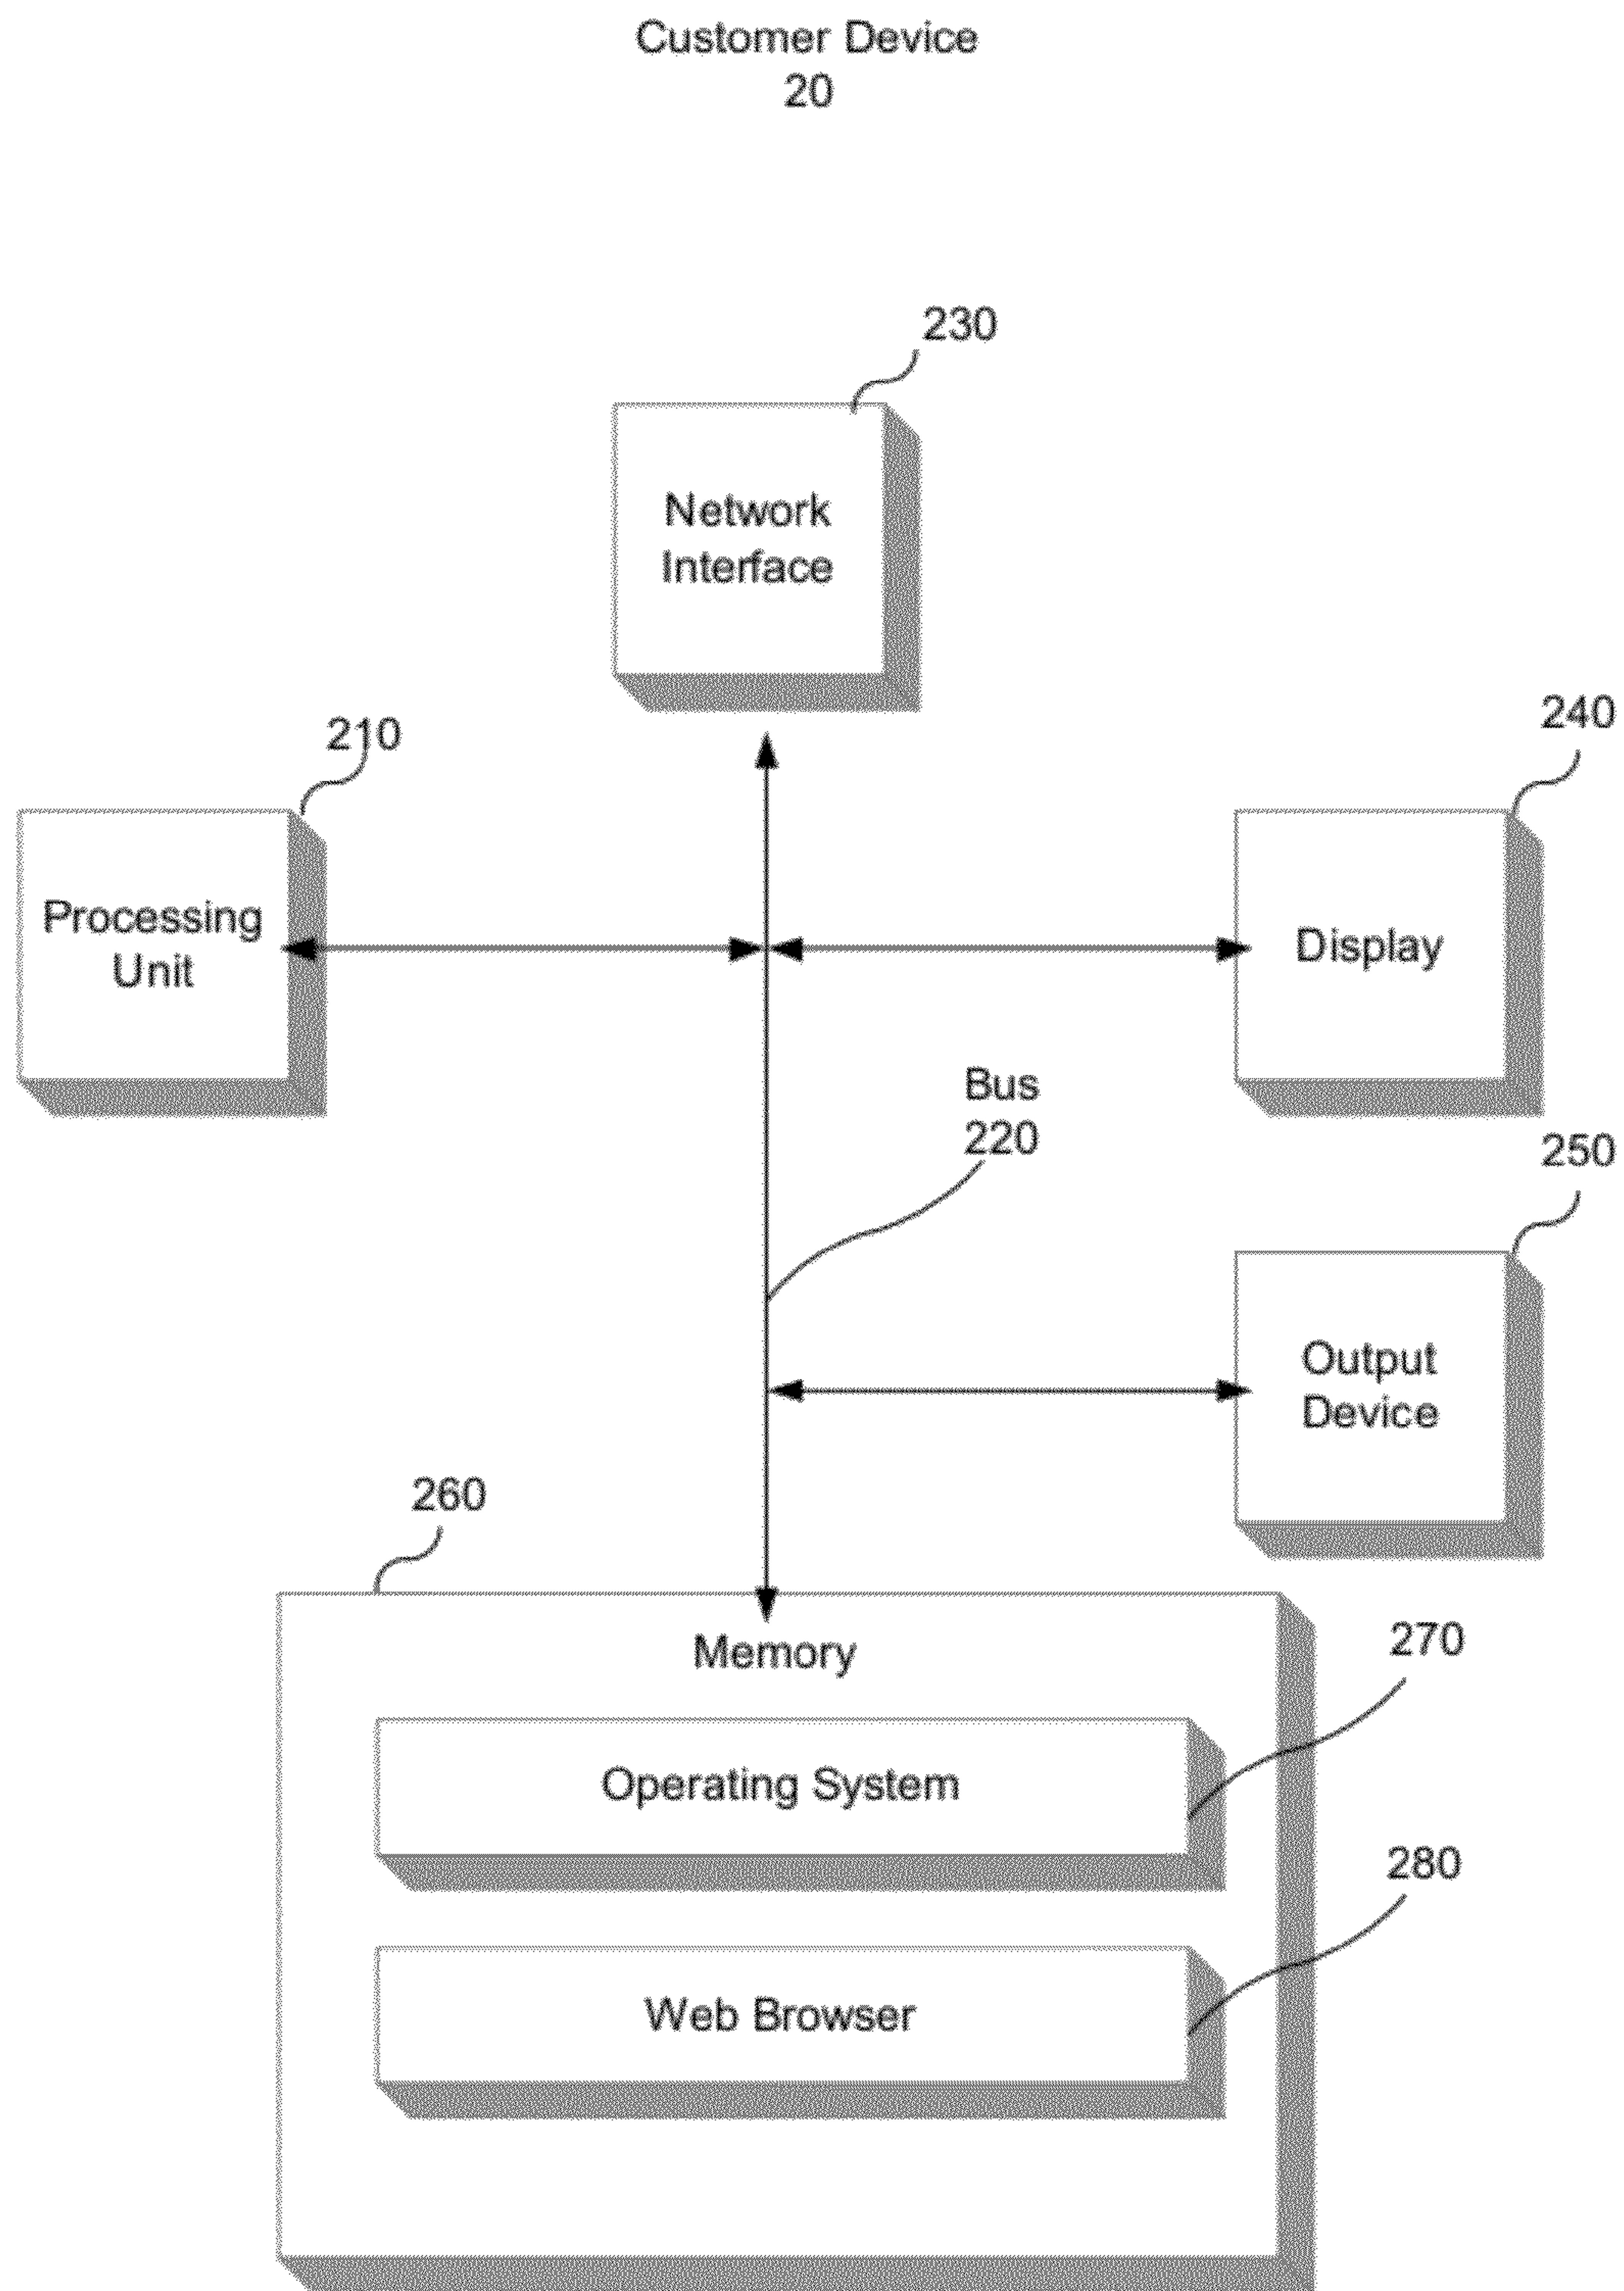 Customer Device
20
230
Network
Interface
210
240
Processing
Unit
Display
Bus
220
250
Output
Device
260
Memory
270
Operating System
280
Web Browser